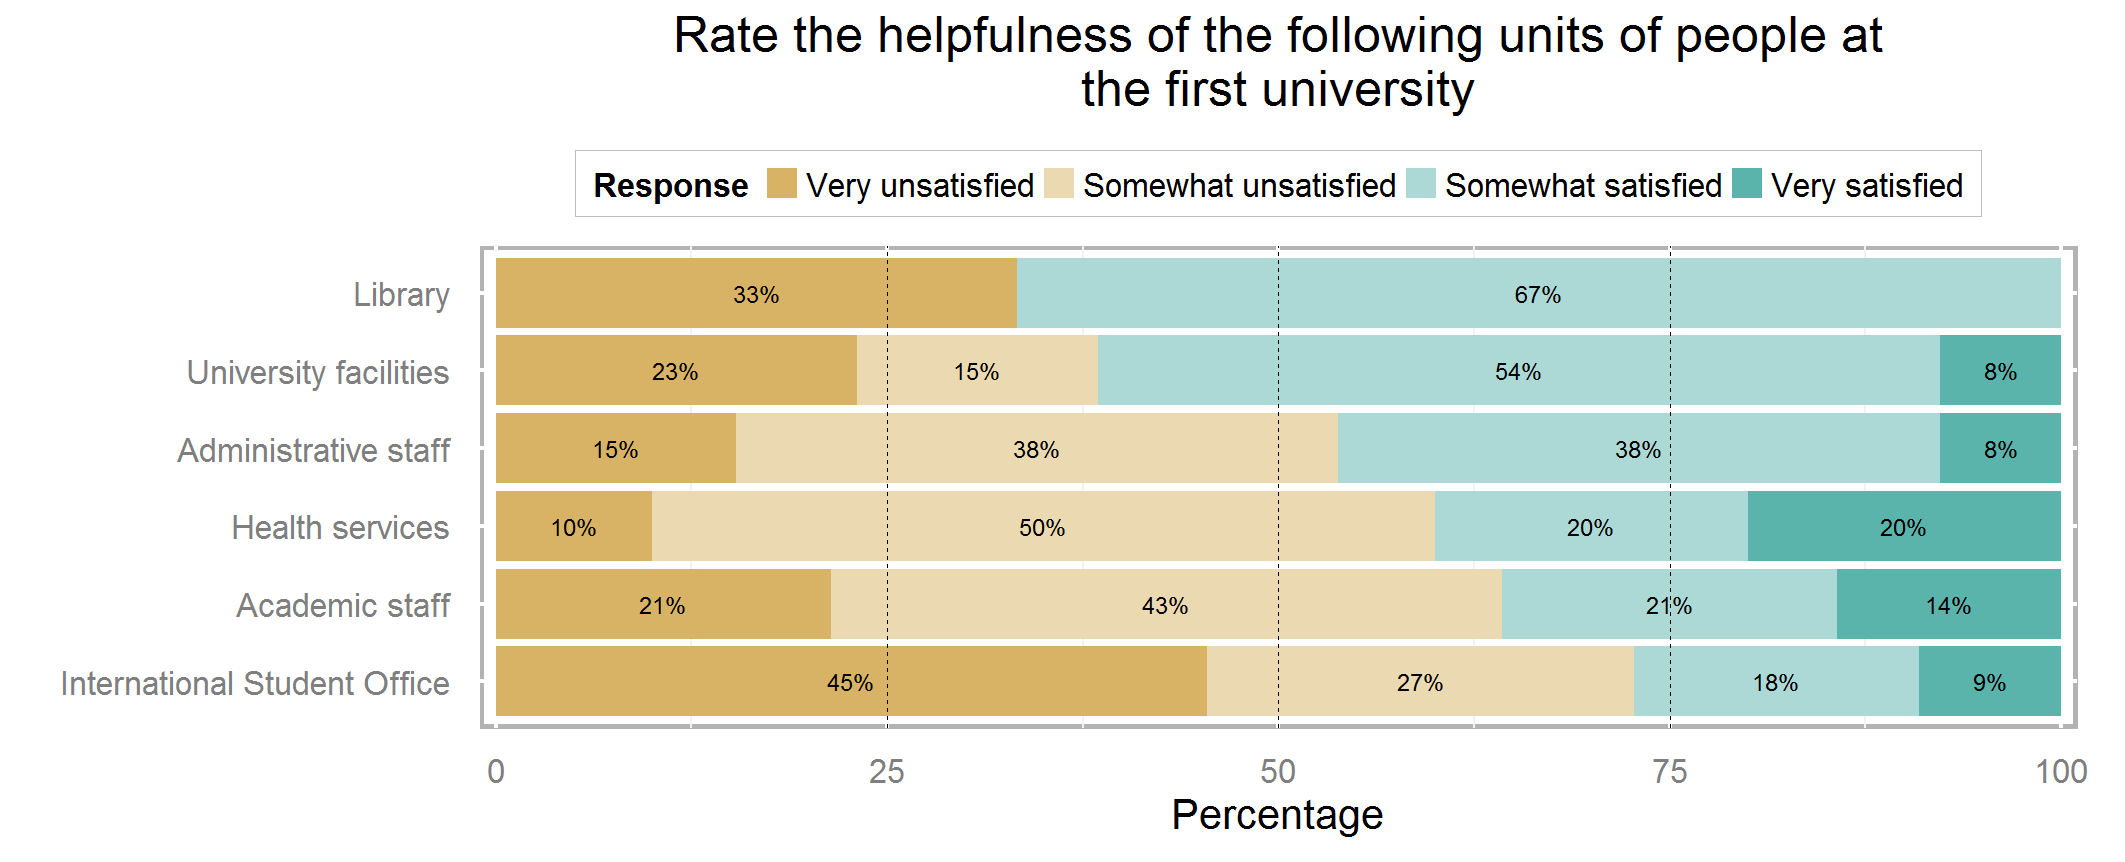 Rate the helpfulness of the following units of people at
the first university
Response Very unsatisfied Somewhat unsatisfied Somewhat satisfied Very satisfied
Library 33% 67%
University facilities 23% 15% 54% 8%
Administrative staff 15% 38% 38% 8%
Health services 10% 50% 20% 20%
Academic staff 21% 43% 21% 14%
International Student Office 45% 27% 18% 9%
0 25 50 75 100
Percentage